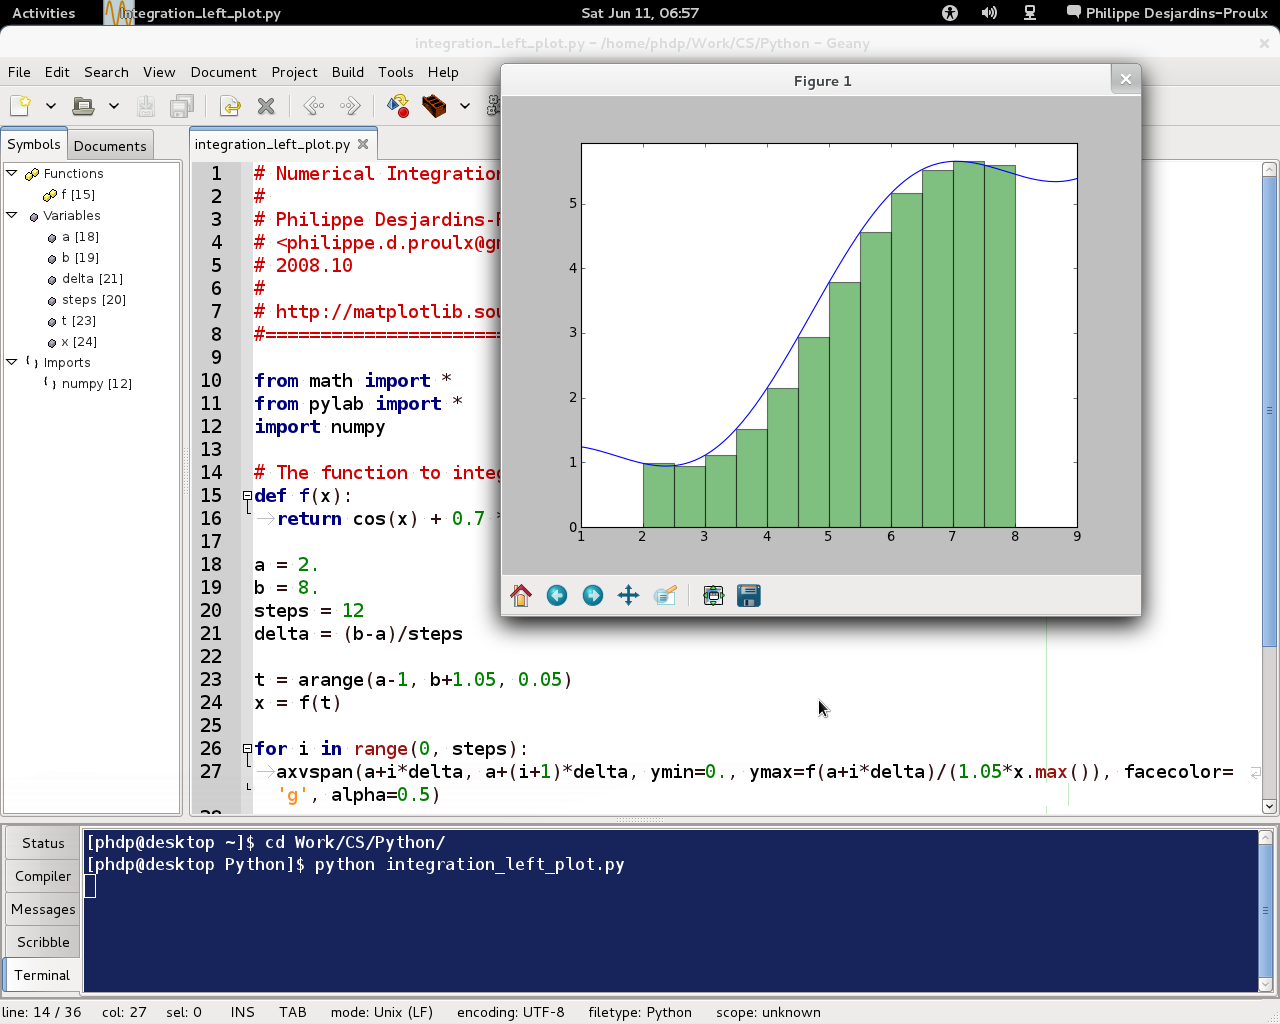 Activities
integration_left_plot.py
Sat Jun 11, 06:57
Philippe Desjardins-Proulx
integration_left_plot.py – /home/phdp/Work/CS/Python – Geany
File Edit Search View Document Project Build Tools Help
Symbols Documents
Functions
f [15]
Variables
a [18]
b [19]
delta [21]
steps [20]
t [23]
x [24]
Imports
numpy [12]
integration_left_plot.py
1 # Numerical Integration
2 #
3 # Philippe Desjardins-
4 # <philippe.d.proulx@
5 # 2008.10
6 #
7 # http://matplotlib.
8 #======================
9
10 from math import *
11 from pylab import *
12 import numpy
13
14 # The function to
15 def f(x):
16 return cos(x) + 0.7
17
18 a = 2.
19 b = 8.
20 steps = 12
21 delta = (b-a)/steps
22
23 t = arange(a-1, b+1.05, 0.05)
24 x = f(t)
25
26 for i in range(0, steps):
27 axvspan(a+i*delta, a+(i+1)*delta, ymin=0., ymax=f(a+i*delta)/(1.05*x.max()), facecolor=
'g', alpha=0.5)
Figure 1
5
4
3
2
1
0
1 2 3 4 5 6 7 8 9
Status
Compiler
Messages
Scribble
Terminal
[phdp@desktop ~]$ cd Work/CS/Python/
[phdp@desktop Python]$ python integration_left_plot.py
line: 14 / 36 col: 27 sel: 0 INS TAB mode: Unix (LF) encoding: UTF-8 filetype: Python scope: unknown